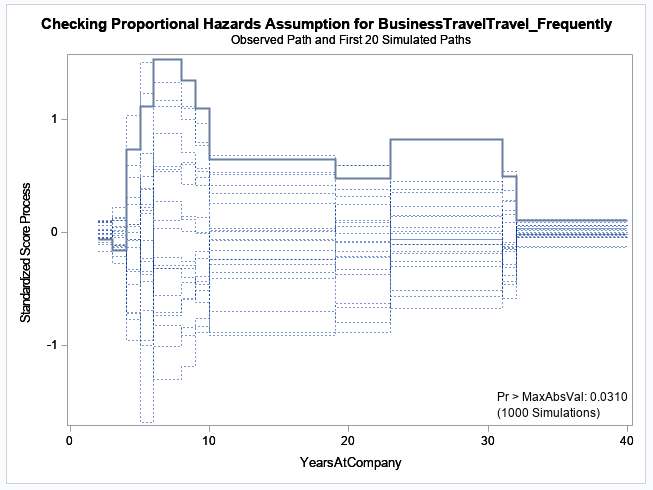 Checking Proportional Hazards Assumption for BusinessTravelTravel_Frequently
Observed Path and First 20 Simulated Paths
Standardized Score Process
1
0
-1
Pr > MaxAbsVal: 0.0310
(1000 Simulations)
0
10
20
30
40
YearsAtCompany